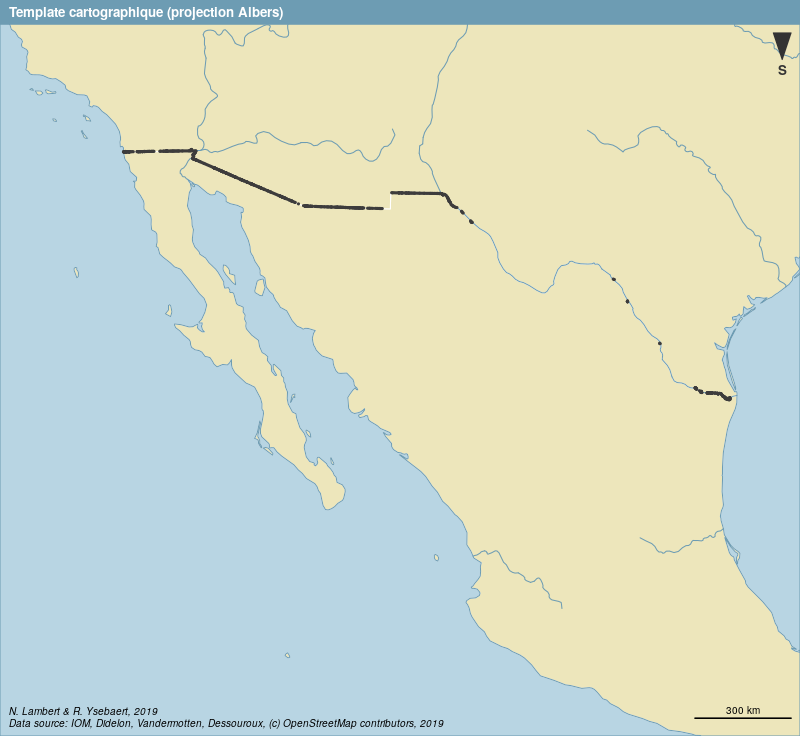 Template cartographique (projection Albers)
S
N. Lambert & R. Ysebaert, 2019
300 km
Data source: IOM, Didelon, Vandermotten, Dessouroux, (c) OpenStreetMap contributors, 2019